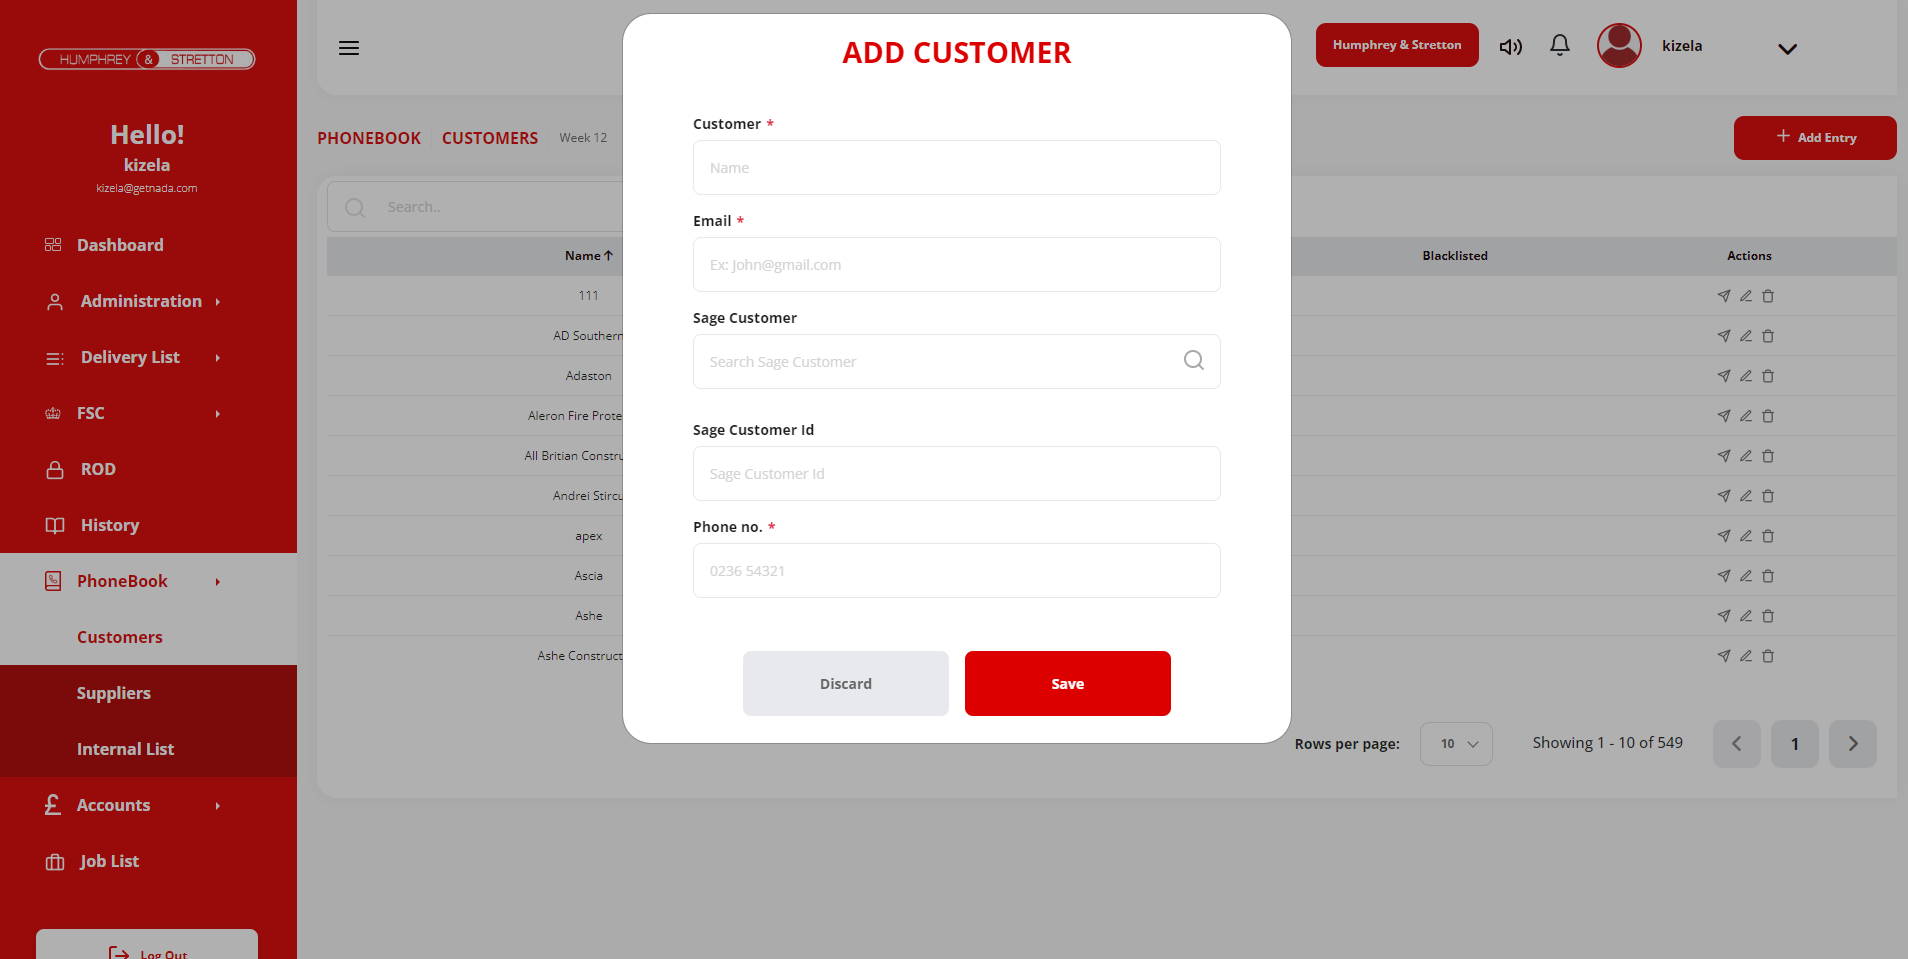 HUMPHREY & STRETTON
Hello!
kizela
kizela@getnada.com
Dashboard
Administration
Delivery List
FSC
ROD
History
PhoneBook
Customers
Suppliers
Internal List
Accounts
Job List
Log Out
Humphrey & Stretton
kizela
PHONEBOOK CUSTOMERS Week 12
Add Entry
Search..
Name Blacklisted Actions
111
AD Southern
Adaston
Aleron Fire Prote
All Britian Constru
Andrei Stircu
apex
Ascia
Ashe
Ashe Construct
Rows per page: 10 Showing 1 - 10 of 549 1
ADD CUSTOMER
Customer *
Name
Email *
Ex: John@gmail.com
Sage Customer
Search Sage Customer
Sage Customer Id
Sage Customer Id
Phone no. *
0236 54321
Discard Save